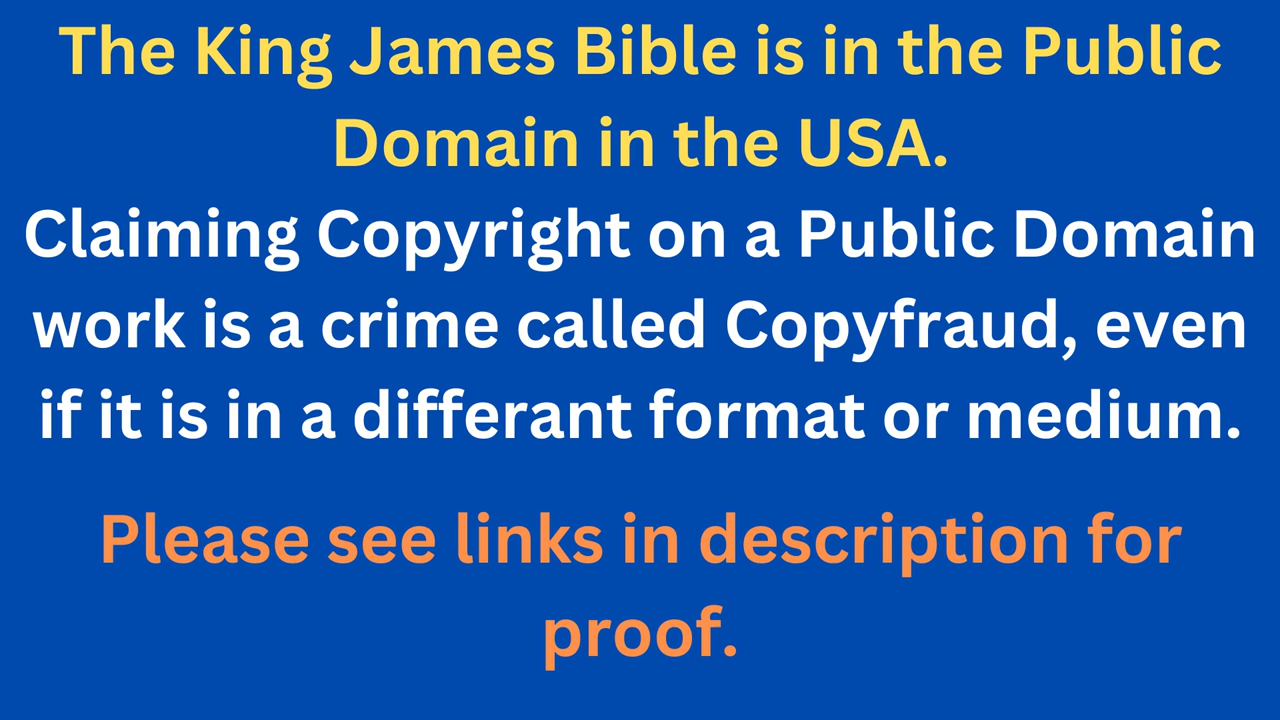 The King James Bible is in the Public
Domain in the USA.
Claiming Copyright on a Public Domain
work is a crime called Copyfraud, even
if it is in a differant format or medium.
Please see links in description for
proof.